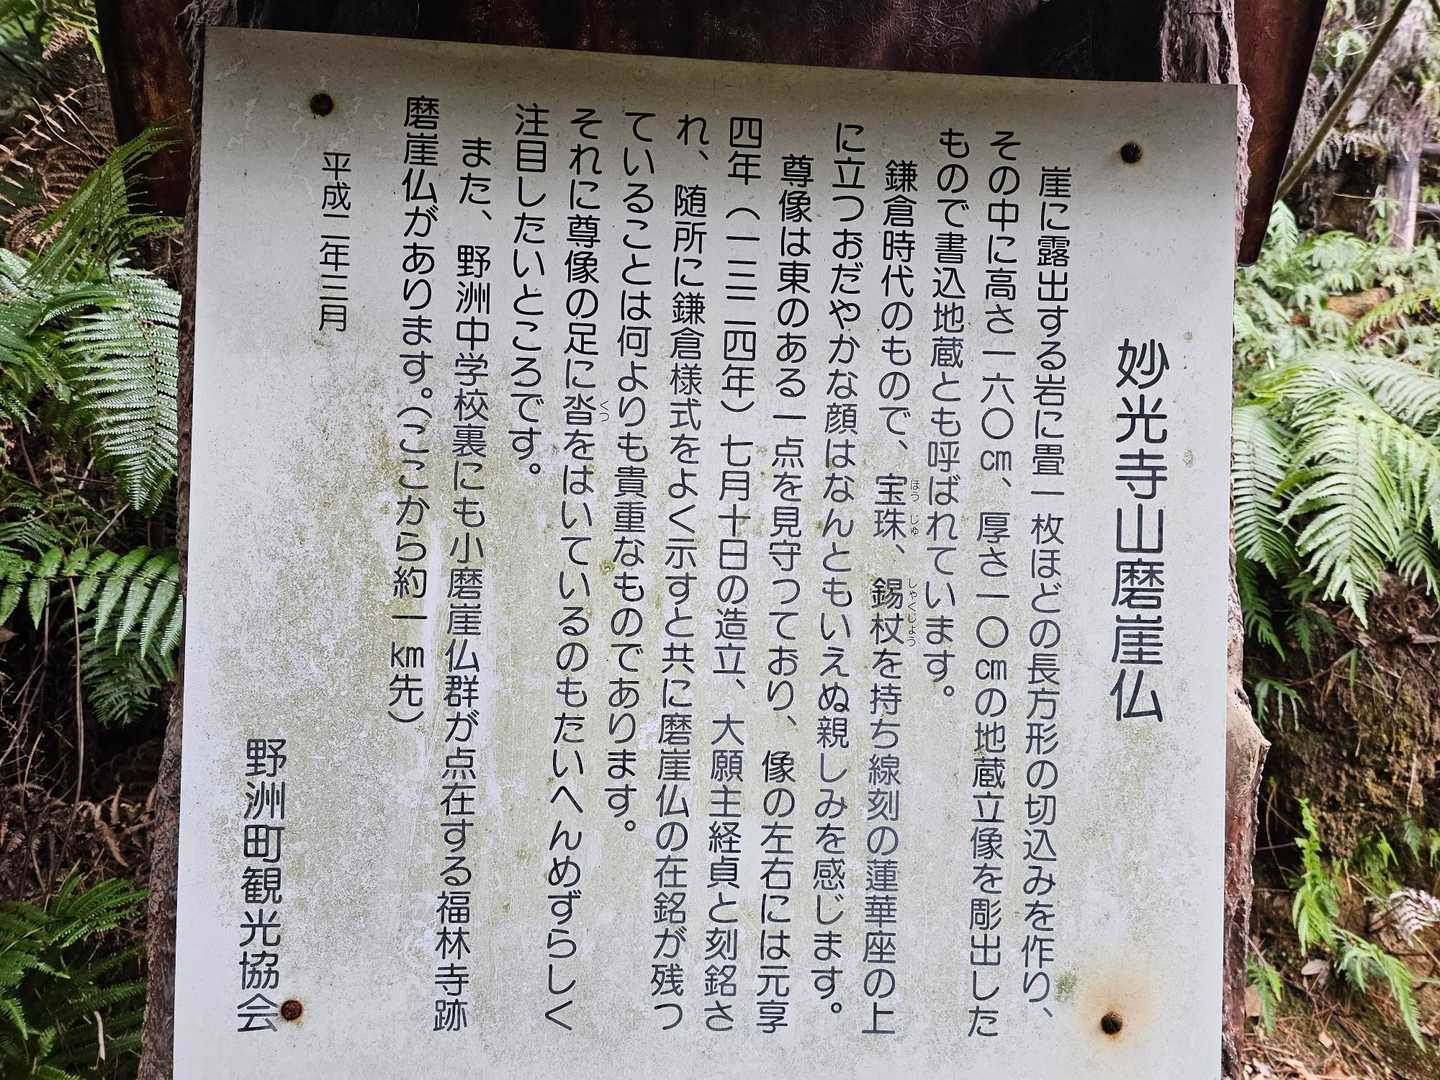 妙光寺山磨崖仏
崖に露出する岩に畳一枚ほどの長方形の切込みを作り、
その中に高さ一六〇㎝、厚さ一〇㎝の地蔵立像を彫出した
もので書込地蔵とも呼ばれています。
鎌倉時代のもので、宝珠、錫杖を持ち線刻の蓮華座の上
ほうじゅ しゃくじょう
に立つおだやかな顔はなんともいえぬ親しみを感じます。
尊像は東のある一点を見守つており、像の左右には元享
四年（一三二四年）七月十日の造立、大願主経貞と刻銘さ
れ、随所に鎌倉様式をよく示すと共に磨崖仏の在銘が残つ
ていることは何よりも貴重なものであります。
それに尊像の足に沓をはいているのもたいへんめずらしく
くつ
注目したいところです。
また、野洲中学校裏にも小磨崖仏群が点在する福林寺跡
磨崖仏があります。（ここから約一㎞先）
平成二年三月
野洲町観光協会